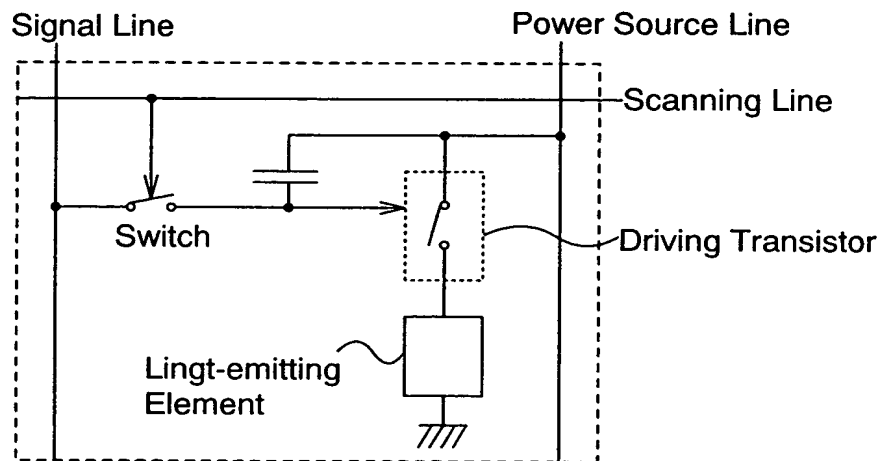 Signal Line
Power Source Line
Scanning Line
Switch
Driving Transistor
Lingt-emitting
Element